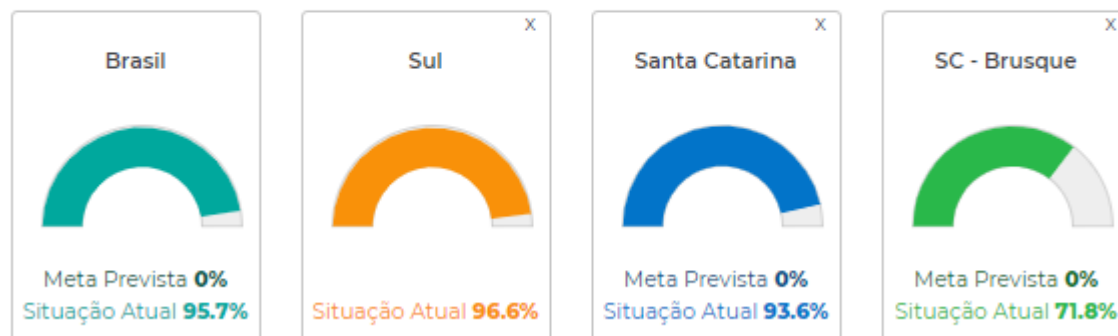 Brasil
Meta Prevista 0%
Situação Atual 95.7%
X
Sul
Situação Atual 96.6%
X
Santa Catarina
Meta Prevista 0%
Situação Atual 93.6%
X
SC - Brusque
Meta Prevista 0%
Situação Atual 71.8%